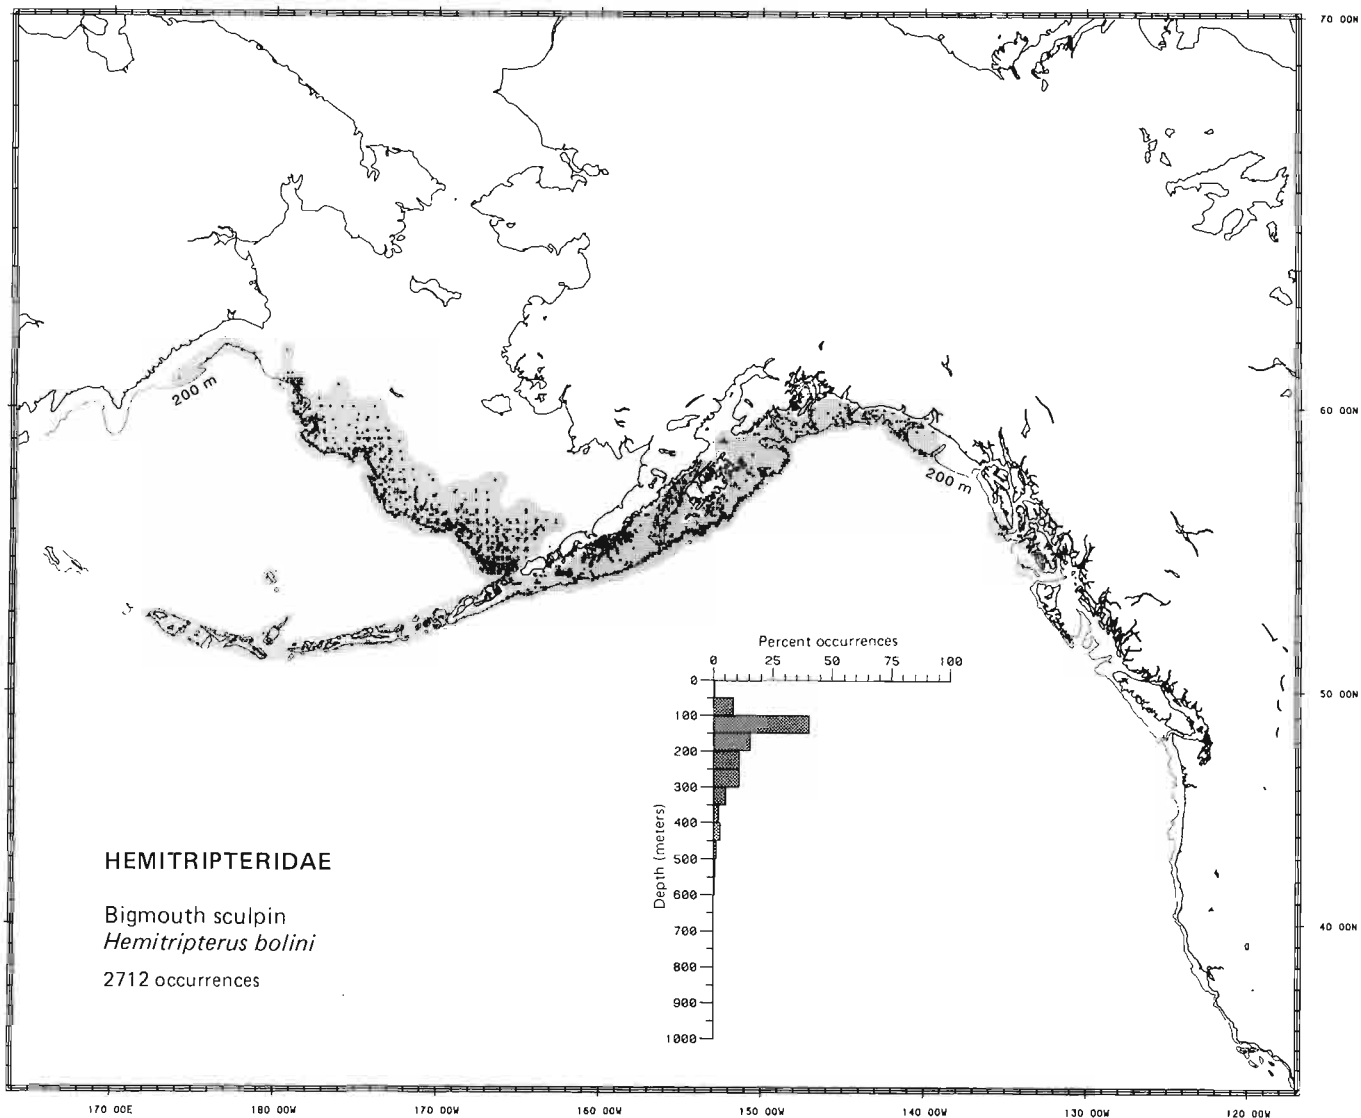 70 00N
200 m
60 00N
200 m
Percent occurrences
0 25 50 75 100
0
50 00N
100
200
300
400
Depth (meters)
500
600
700
800
900
1000
HEMITRIPTERIDAE
Bigmouth sculpin
Hemitripterus bolini
2712 occurrences
40 00N
170 00E 180 00W 170 00W 160 00W 150 00W 140 00W 130 00W 120 00W